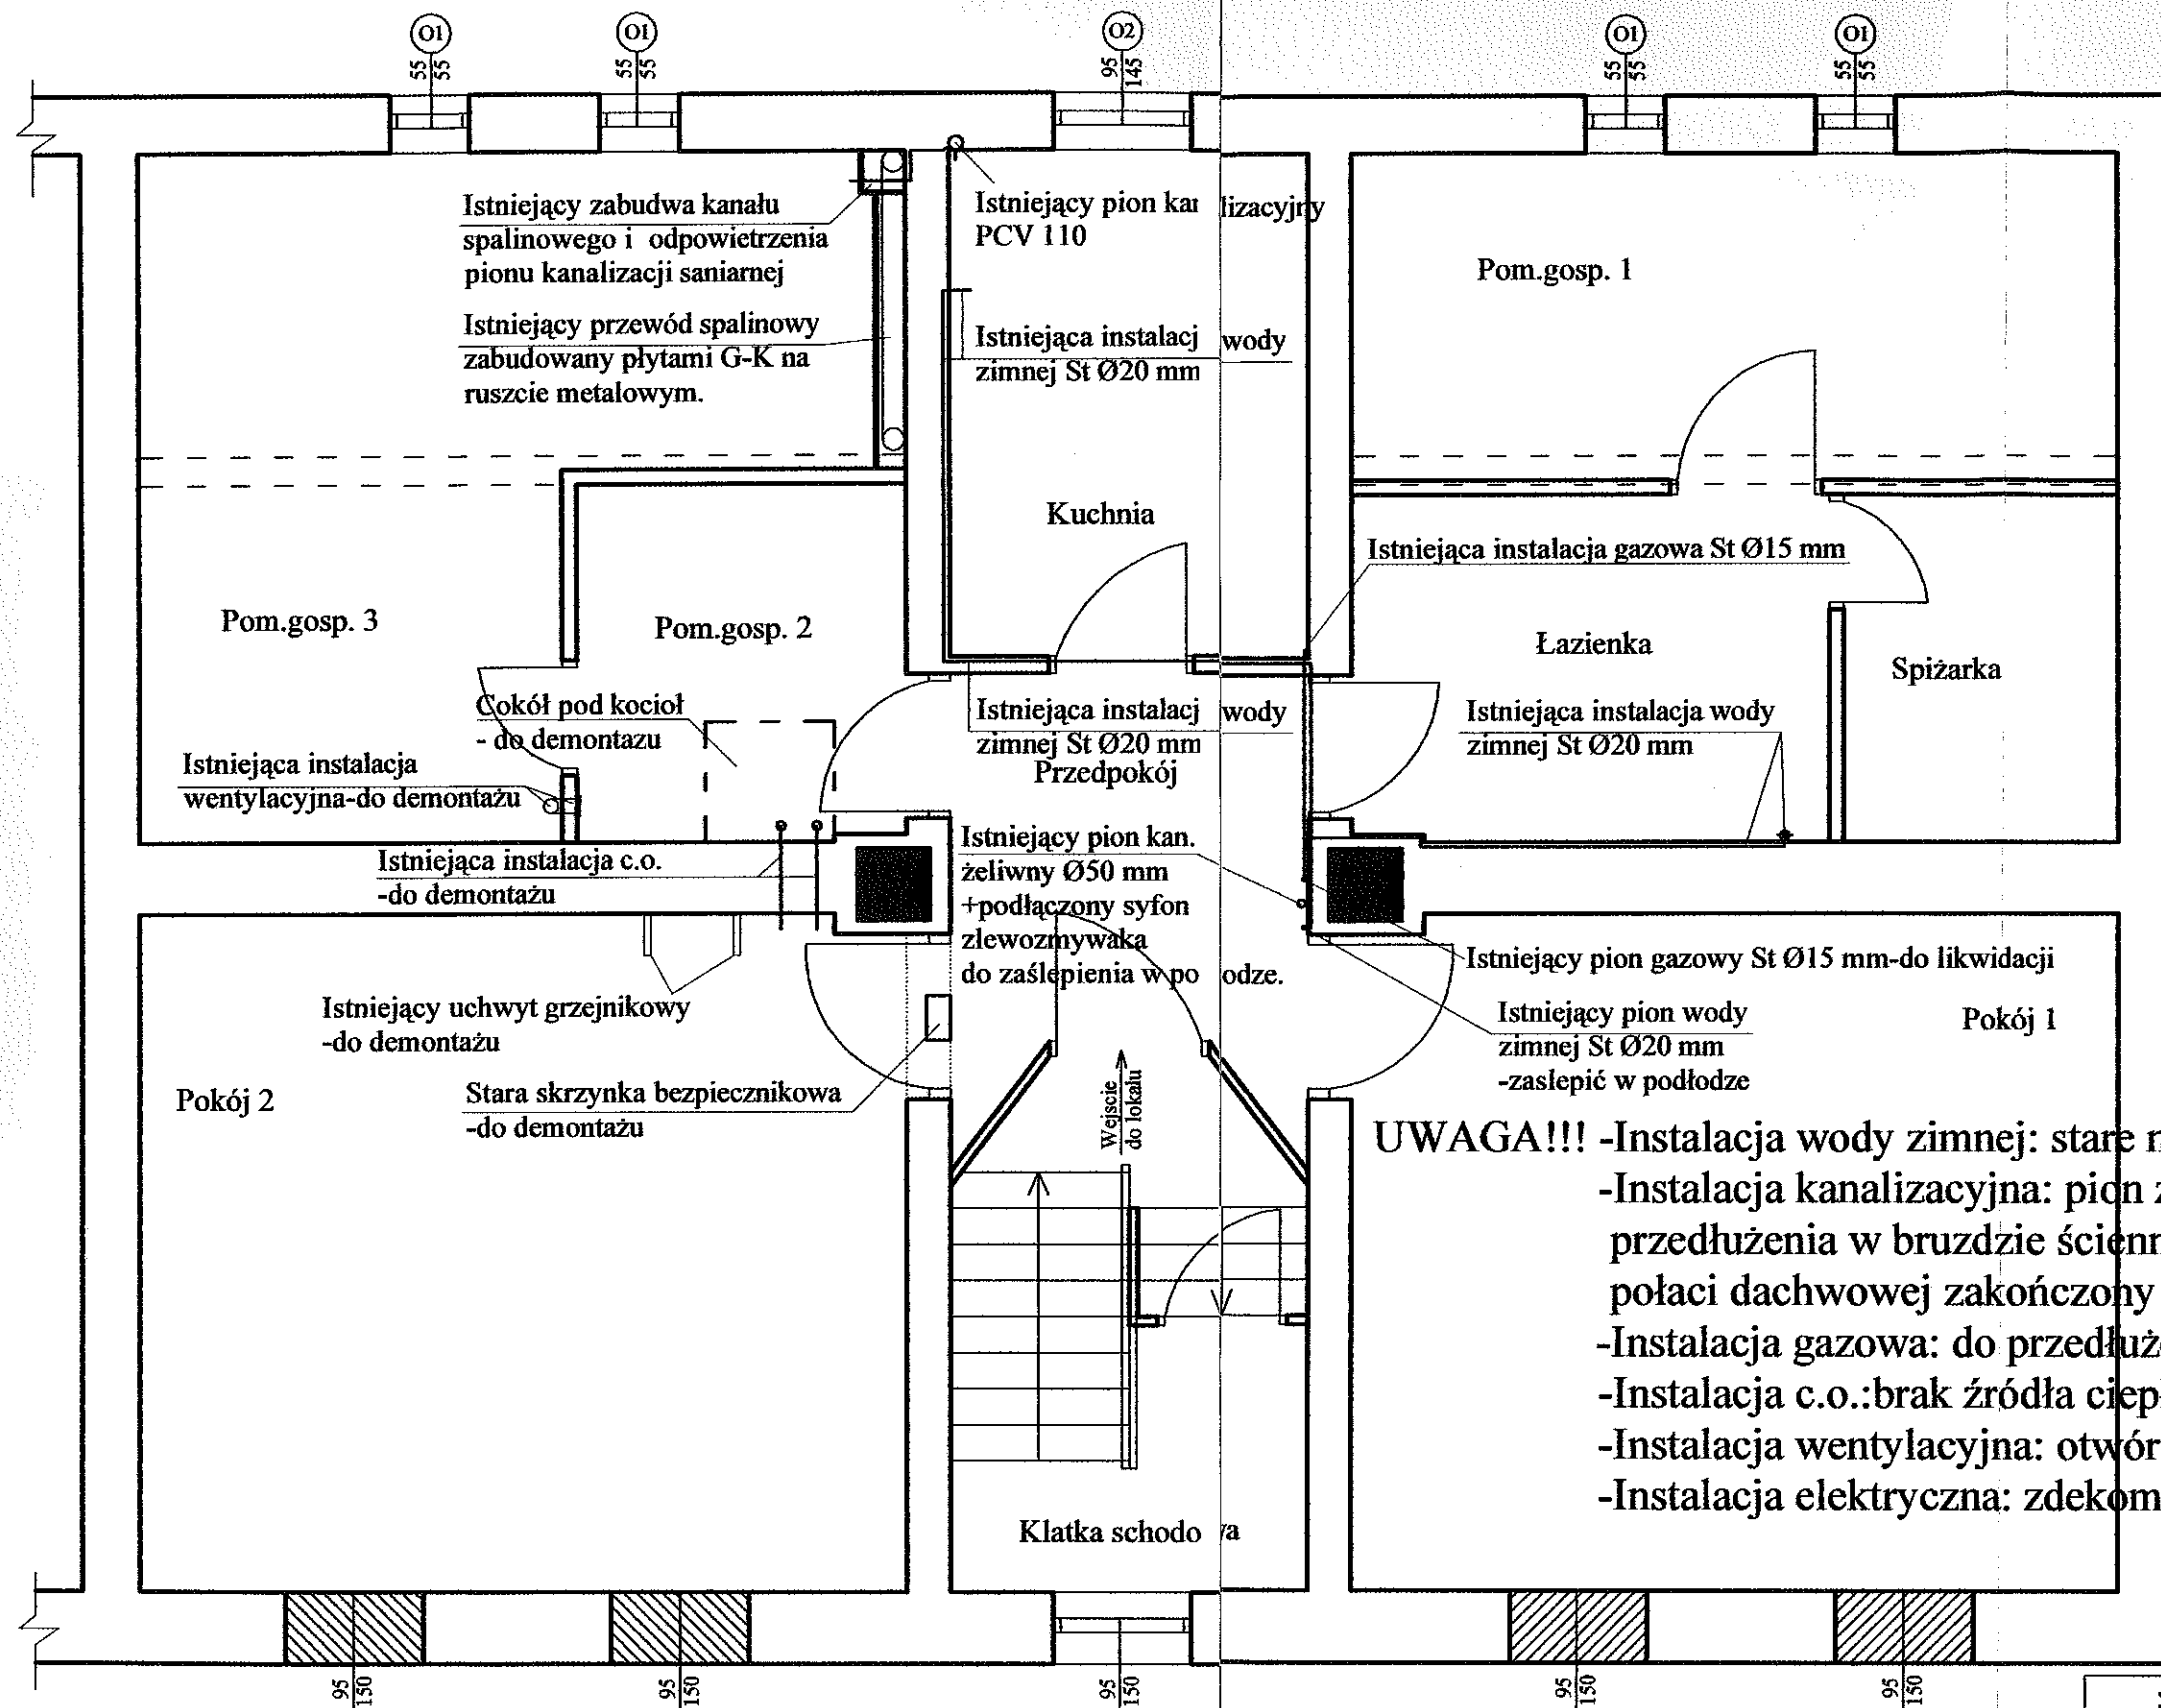 O1
55
55
O1
55
55
O2
95
145
O1
55
55
O1
55
55
Istniejący zabudwa kanału
spalinowego i odpowietrzenia
pionu kanalizacji saniarnej
Istniejący przewód spalinowy
zabudowany płytami G-K na
ruszcie metalowym.
Istniejący pion kan lizacyjny
PCV 110
Istniejąca instalacj wody
zimnej St Ø20 mm
Kuchnia
Pom.gosp. 1
Istniejąca instalacja gazowa St Ø15 mm
Łazienka
Spiżarka
Istniejąca instalacja wody
zimnej St Ø20 mm
Pom.gosp. 3
Pom.gosp. 2
Cokół pod kocioł
- do demontazu
Istniejąca instalacja
wentylacyjna-do demontażu
Istniejąca instalacj wody
zimnej St Ø20 mm
Przedpokój
Istniejąca instalacja c.o.
-do demontażu
Istniejący pion kan.
żeliwny Ø50 mm
+podłączony syfon
zlewozmywaka
do zaślepienia w po odze.
Istniejący pion gazowy St Ø15 mm-do likwidacji
Istniejący pion wody
zimnej St Ø20 mm
-zaslepić w podłodze
Pokój 1
Istniejący uchwyt grzejnikowy
-do demontażu
Stara skrzynka bezpiecznikowa
-do demontażu
Pokój 2
Wejscie
do lokalu
UWAGA!!! -Instalacja wody zimnej: stare
-Instalacja kanalizacyjna: pion
przedłużenia w bruzdzie ścienn
połaci dachwowej zakończony
-Instalacja gazowa: do przedłuż
-Instalacja c.o.:brak źródła ciep
-Instalacja wentylacyjna: otwór
-Instalacja elektryczna: zdekom
Klatka schodo wa
95
150
95
150
95
150
95
150
95
150